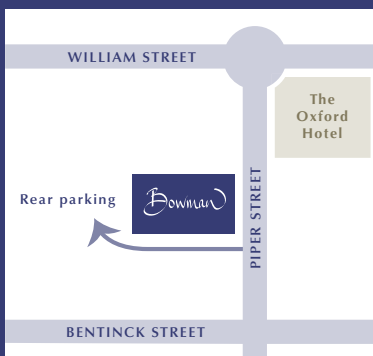 WILLIAM STREET
The
Oxford
Hotel
Rear parking
Bowman
PIPER STREET
BENTINCK STREET